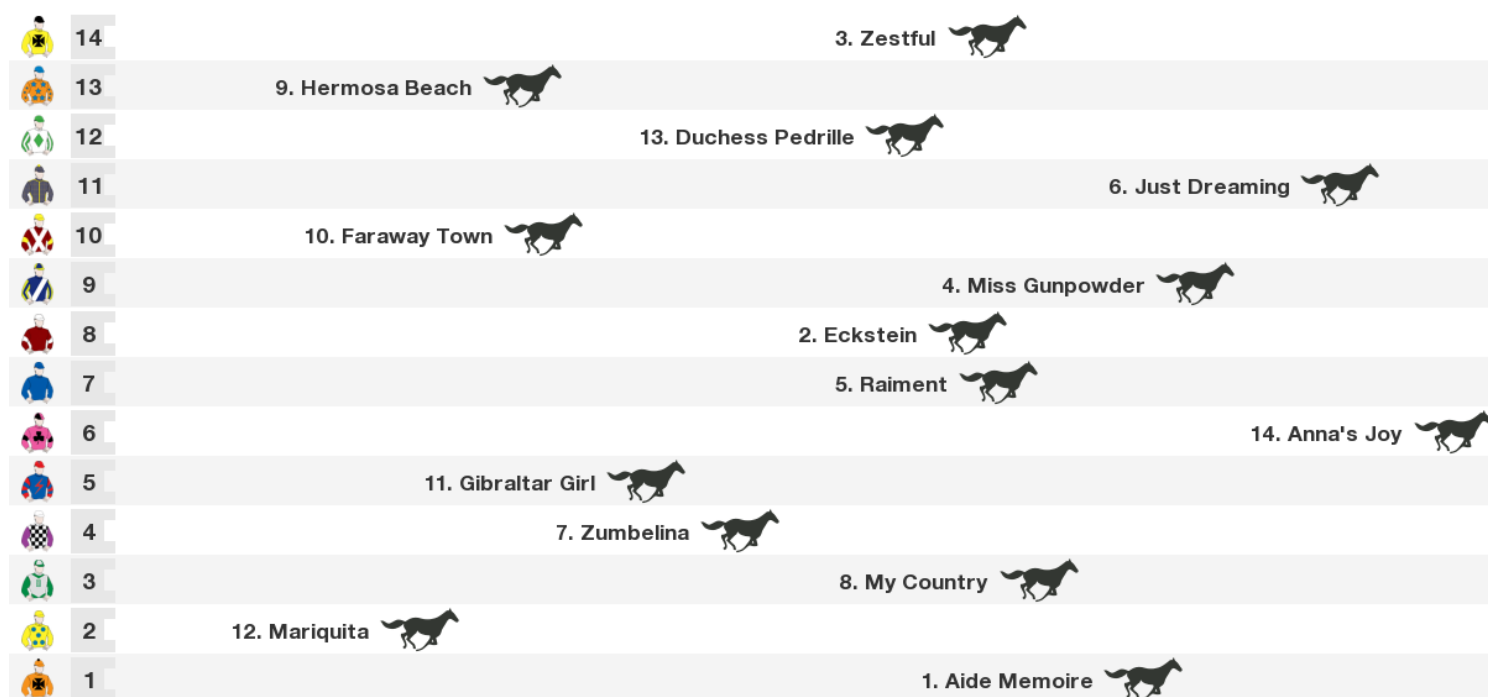 14 3. Zestful
13 9. Hermosa Beach
12 13. Duchess Pedrille
11 6. Just Dreaming
10 10. Faraway Town
9 4. Miss Gunpowder
8 2. Eckstein
7 5. Raiment
6 14. Anna's Joy
5 11. Gibraltar Girl
4 7. Zumbelina
3 8. My Country
2 12. Mariquita
1 1. Aide Memoire